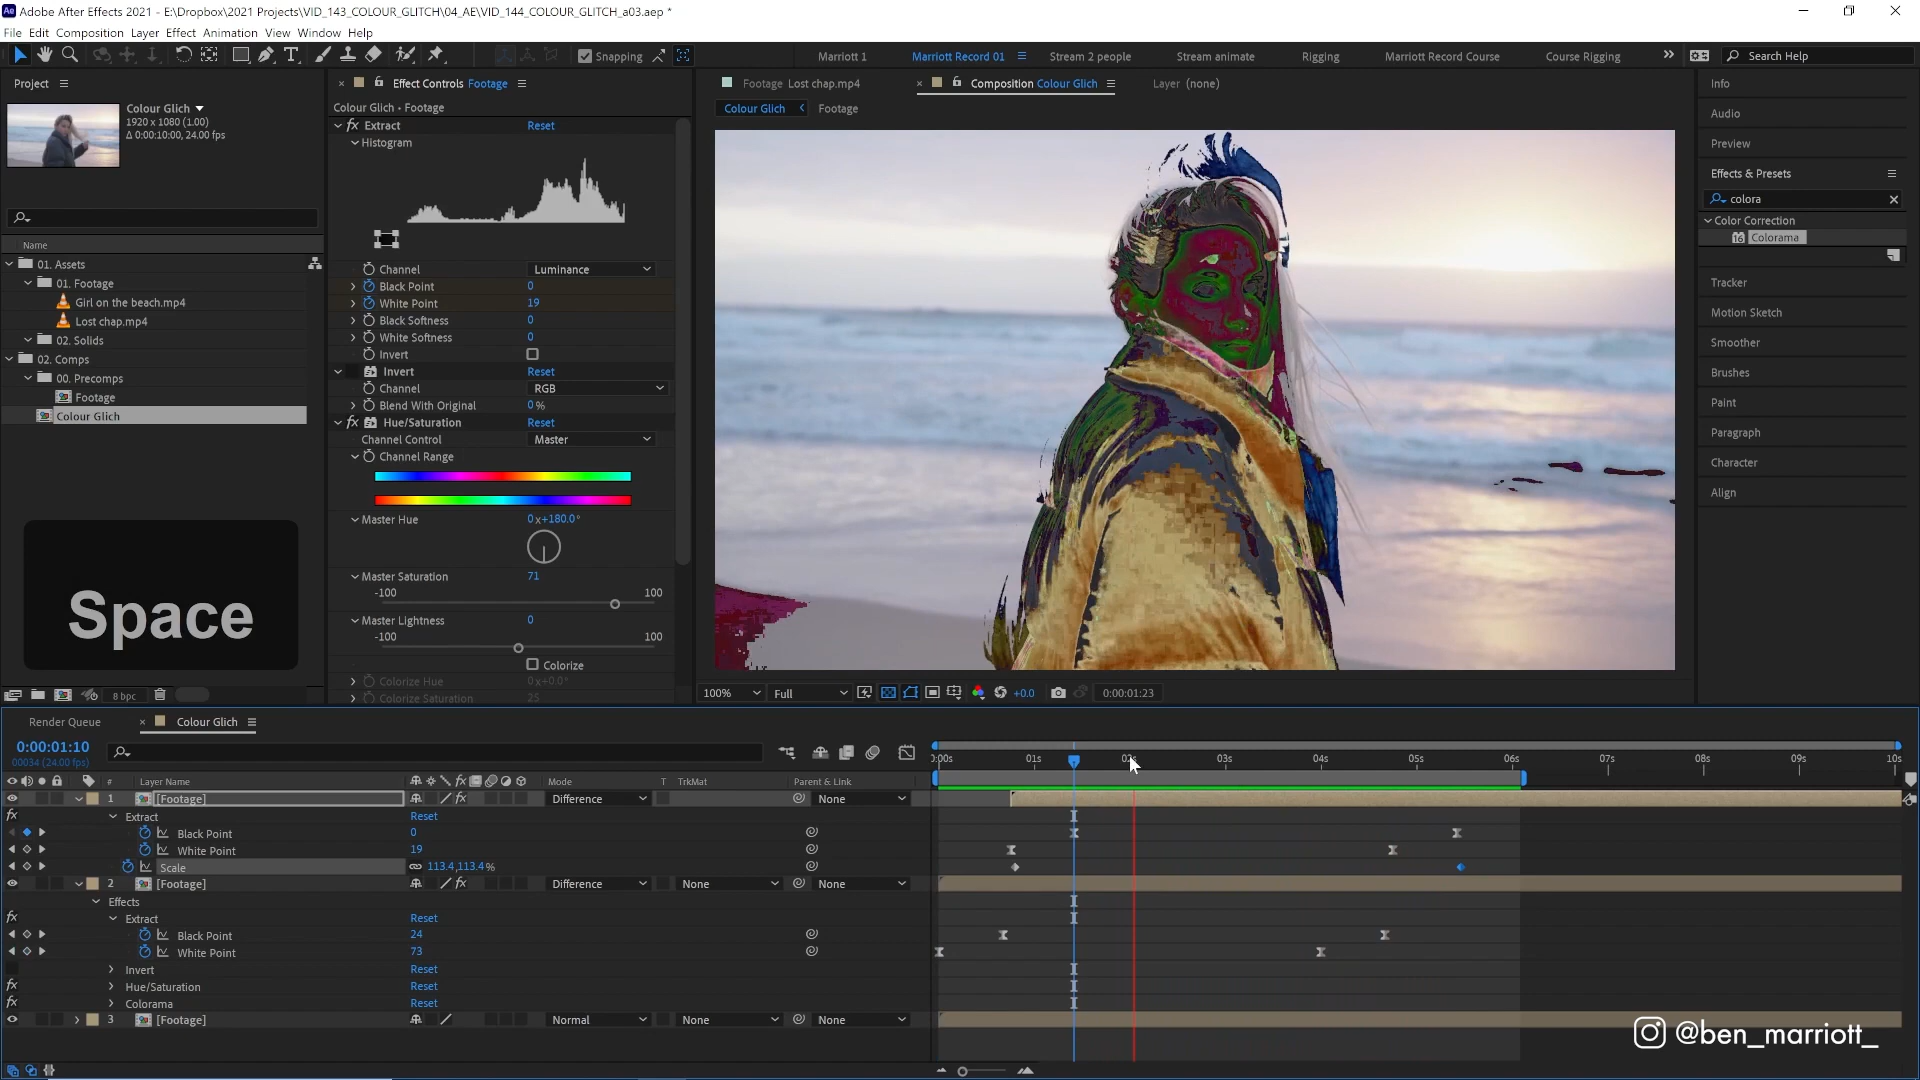 Adobe After Effects 2021 - E:\Dropbox\2021 Projects\VID_143_COLOUR_GLITCH\04_AE\VID_144_COLOUR_GLITCH_a03.aep *
File Edit Composition Layer Effect Animation View Window Help
Snapping
Marriott 1 Marriott Record 01 Stream 2 people Stream animate Rigging Marriott Record Course Course Rigging Search Help
Project
Colour Glich
1920 x 1080 (1.00)
Δ 0:00:10:00, 24.00 fps
Name
01. Assets
01. Footage
Girl on the beach.mp4
Lost chap.mp4
02. Solids
02. Comps
00. Precomps
Footage
Colour Glich
Space
8 bpc
Effect Controls Footage
Colour Glich • Footage
Extract Reset
Histogram
Channel Luminance
Black Point 0
White Point 19
Black Softness 0
White Softness 0
Invert
Invert Reset
Channel RGB
Blend With Original 0%
Hue/Saturation Reset
Channel Control Master
Channel Range
Master Hue 0x+180.0°
Master Saturation 71
-100 100
Master Lightness 0
-100 100
Colorize
Colorize Hue 0x+0.0°
Colorize Saturation 25
Footage Lost chap.mp4 Composition Colour Glich Layer (none)
Colour Glich Footage
100% Full +0.0 0:00:01:23
Info
Audio
Preview
Effects & Presets
colora
Color Correction
16 Colorama
Tracker
Motion Sketch
Smoother
Brushes
Paint
Paragraph
Character
Align
Render Queue Colour Glich
0:00:01:10
00034 (24.00 fps)
# Layer Name Mode T TrkMat Parent & Link
:00s 01s 02s 03s 04s 05s 06s 07s 08s 09s 10s
1 [Footage] Difference None
Extract Reset
Black Point 0
White Point 19
Scale 113.4,113.4%
2 [Footage] Difference None None
Effects
Extract Reset
Black Point 24
White Point 73
Invert Reset
Hue/Saturation Reset
Colorama Reset
3 [Footage] Normal None None
@ben_marriott_